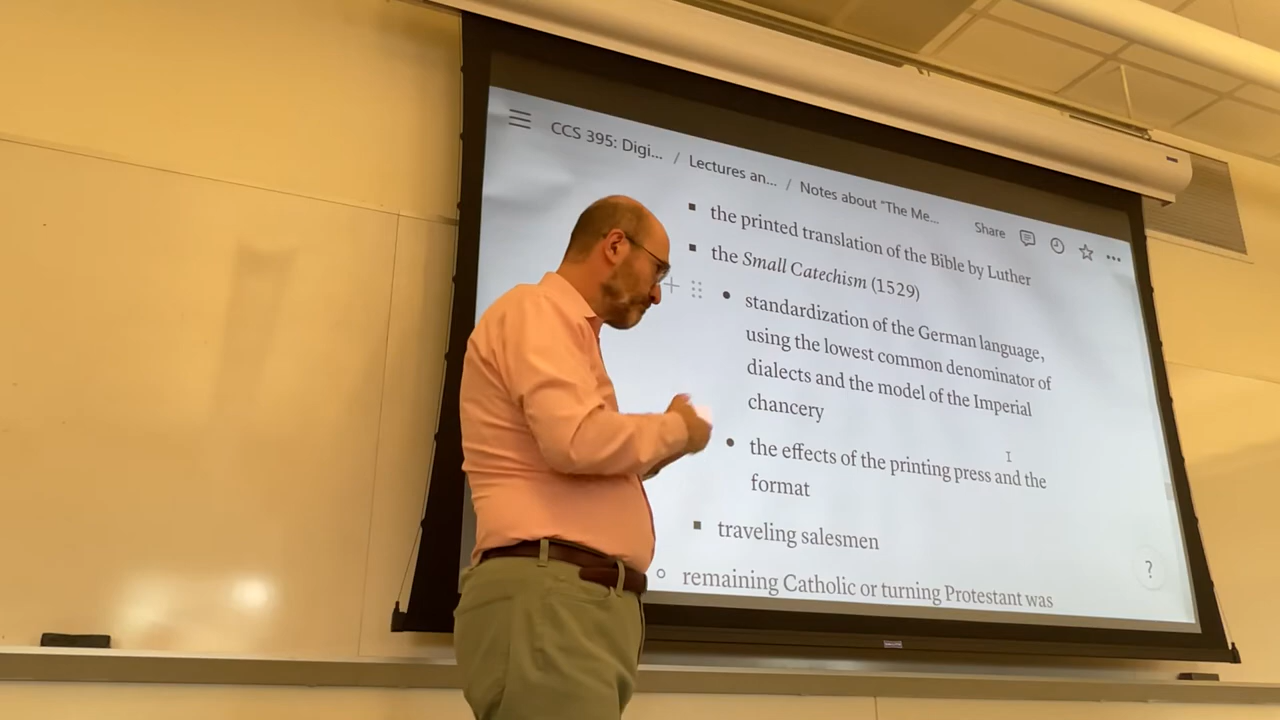 CCS 395: Digi... / Lectures an... / Notes about "The Me...
Share
the printed translation of the Bible by Luther
the Small Catechism (1529)
standardization of the German language,
using the lowest common denominator of
dialects and the model of the Imperial
chancery
the effects of the printing press and the
format
traveling salesmen
remaining Catholic or turning Protestant was
?